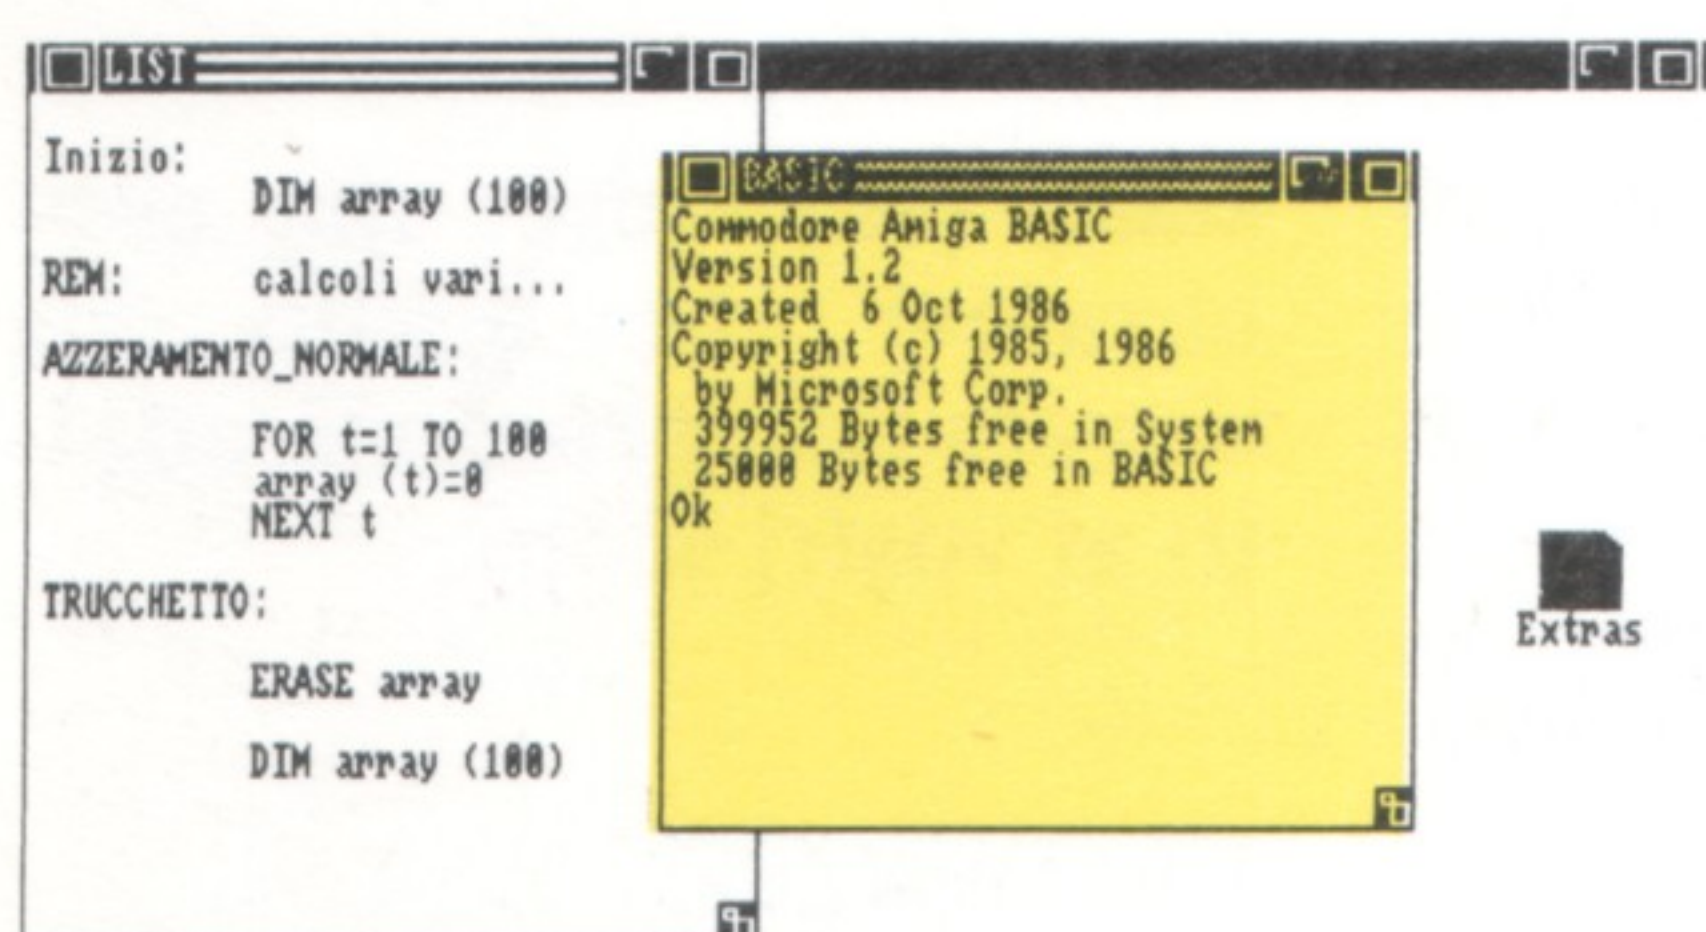 LIST
Inizio:
DIM array (100)
REM: calcoli vari...
AZZERAMENTO_NORMALE:
FOR t=1 TO 100
array (t)=0
NEXT t
TRUCCHETTO:
ERASE array
DIM array (100)
BASIC
Commodore Amiga BASIC
Version 1.2
Created 6 Oct 1986
Copyright (c) 1985, 1986
by Microsoft Corp.
399952 Bytes free in System
25000 Bytes free in BASIC
Ok
Extras